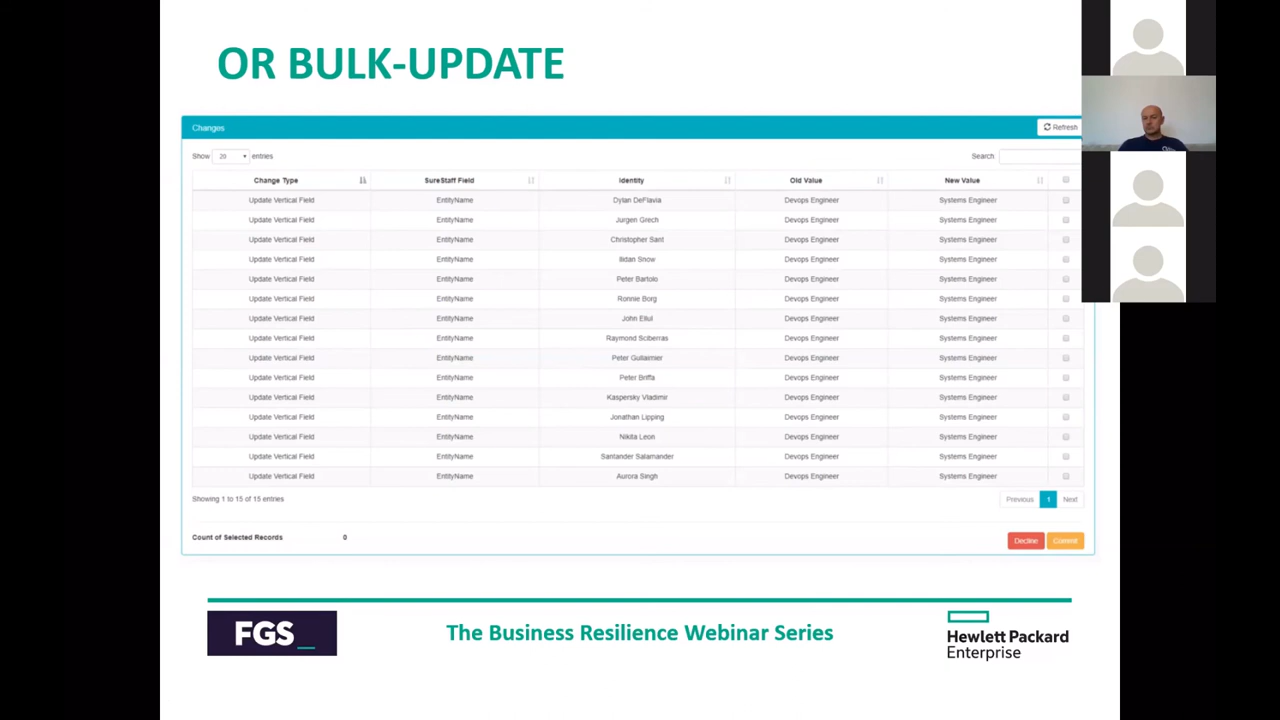 OR BULK-UPDATE
Changes
Refresh
Show 20 entries
Search:
Change Type SureStaff Field Identity Old Value New Value
Update Vertical Field EntityName Dylan DeFlavia Devops Engineer Systems Engineer
Update Vertical Field EntityName Jurgen Grech Devops Engineer Systems Engineer
Update Vertical Field EntityName Christopher Sant Devops Engineer Systems Engineer
Update Vertical Field EntityName Ilidan Snow Devops Engineer Systems Engineer
Update Vertical Field EntityName Peter Bartolo Devops Engineer Systems Engineer
Update Vertical Field EntityName Ronnie Borg Devops Engineer Systems Engineer
Update Vertical Field EntityName John Ellul Devops Engineer Systems Engineer
Update Vertical Field EntityName Raymond Sciberras Devops Engineer Systems Engineer
Update Vertical Field EntityName Peter Devops Engineer Systems Engineer
Update Vertical Field EntityName Peter Briffa Devops Engineer Systems Engineer
Update Vertical Field EntityName Kaspersky Vladimir Devops Engineer Systems Engineer
Update Vertical Field EntityName Jonathan Lipping Devops Engineer Systems Engineer
Update Vertical Field EntityName Nikita Leon Devops Engineer Systems Engineer
Update Vertical Field EntityName Santander Salamander Devops Engineer Systems Engineer
Update Vertical Field EntityName Aurora Singh Devops Engineer Systems Engineer
Showing 1 to 15 of 15 entries
Previous 1 Next
Count of Selected Records 0
Decline Commit
FGS_
The Business Resilience Webinar Series
Hewlett Packard
Enterprise